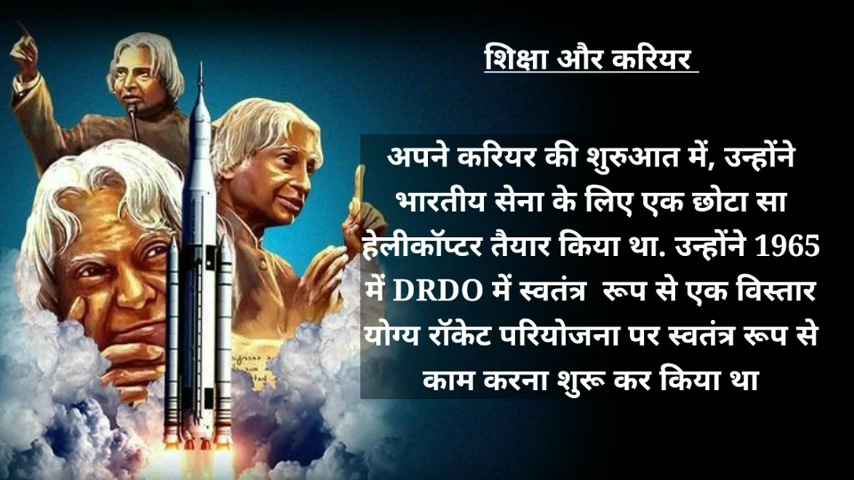 शिक्षा और करियर
अपने करियर की शुरुआत में, उन्होंने
भारतीय सेना के लिए एक छोटा सा
हेलीकॉप्टर तैयार किया था. उन्होंने 1965
में DRDO में स्वतंत्र रूप से एक विस्तार
योग्य रॉकेट परियोजना पर स्वतंत्र रूप से
काम करना शुरू कर किया था